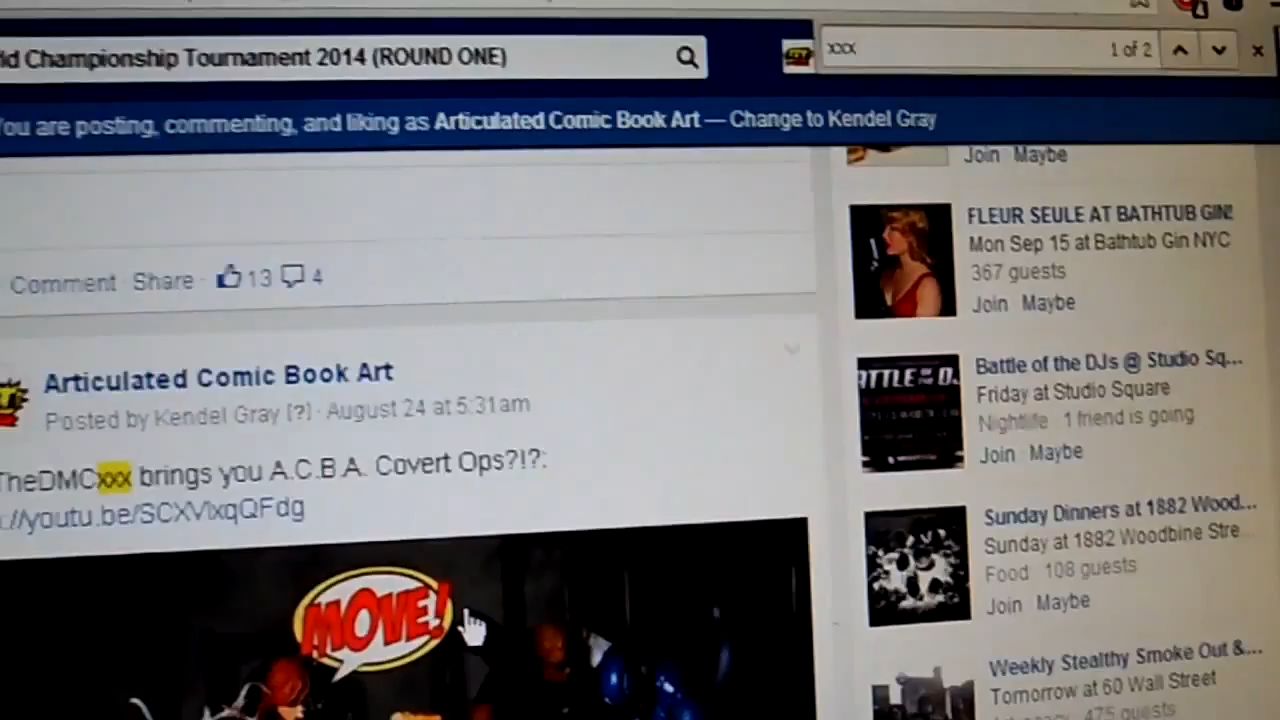 ld Championship Tournament 2014 (ROUND ONE)
xxx
1 of 2
You are posting, commenting, and liking as Articulated Comic Book Art — Change to Kendel Gray
Join Maybe
FLEUR SEULE AT BATHTUB GIN!
Mon Sep 15 at Bathtub Gin NYC
367 guests
Join Maybe
Comment Share · 13 4
Battle of the DJs @ Studio Sq...
Friday at Studio Square
Nightlife 1 friend is going
Join Maybe
Articulated Comic Book Art
Posted by Kendel Gray [?] · August 24 at 5:31am
TheDMCxxx brings you A.C.B.A. Covert Ops?!?:
://youtu.be/SCXVlxqQFdg
MOVE!
Sunday Dinners at 1882 Wood...
Sunday at 1882 Woodbine Stre...
Food 108 guests
Join Maybe
Weekly Stealthy Smoke Out &...
Tomorrow at 60 Wall Street
475 guests